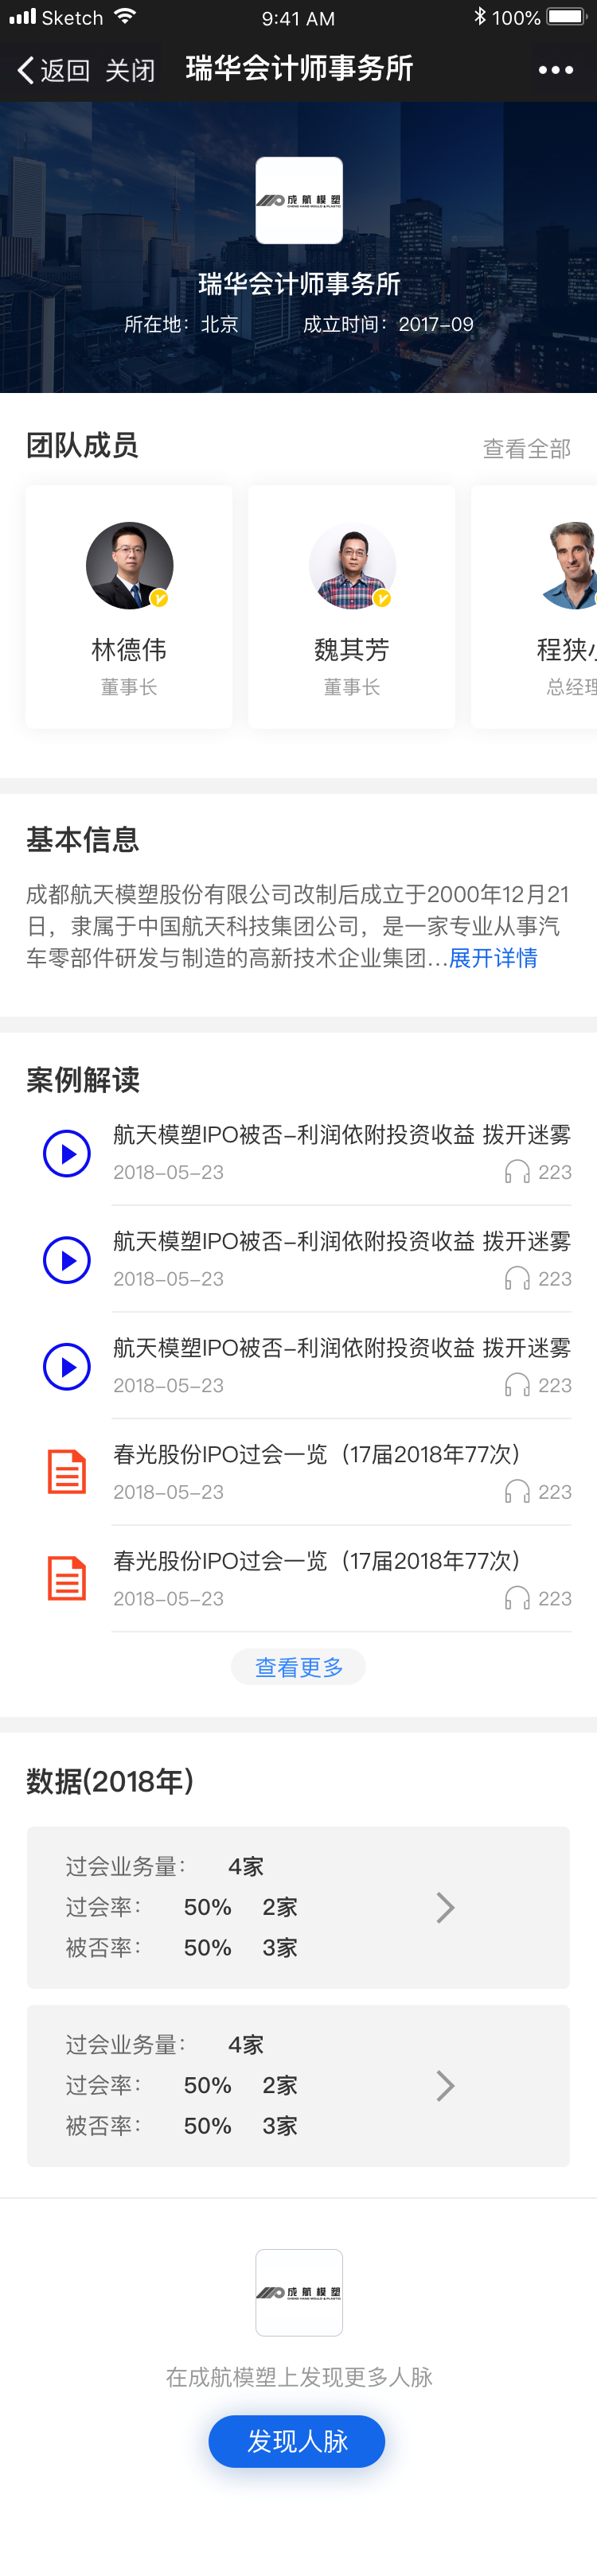 Sketch 9:41 AM 100%
返回 关闭 瑞华会计师事务所
成航模塑
瑞华会计师事务所
所在地：北京 成立时间：2017-09
团队成员 查看全部
林德伟 魏其芳 程狭小
董事长 董事长 总经理
基本信息
成都航天模塑股份有限公司改制后成立于2000年12月21
日，隶属于中国航天科技集团公司，是一家专业从事汽
车零部件研发与制造的高新技术企业集团...展开详情
案例解读
航天模塑IPO被否-利润依附投资收益 拨开迷雾
2018-05-23 223
航天模塑IPO被否-利润依附投资收益 拨开迷雾
2018-05-23 223
航天模塑IPO被否-利润依附投资收益 拨开迷雾
2018-05-23 223
春光股份IPO过会一览（17届2018年77次）
2018-05-23 223
春光股份IPO过会一览（17届2018年77次）
2018-05-23 223
查看更多
数据(2018年)
过会业务量： 4家
过会率： 50% 2家
被否率： 50% 3家
过会业务量： 4家
过会率： 50% 2家
被否率： 50% 3家
成航模塑
在成航模塑上发现更多人脉
发现人脉